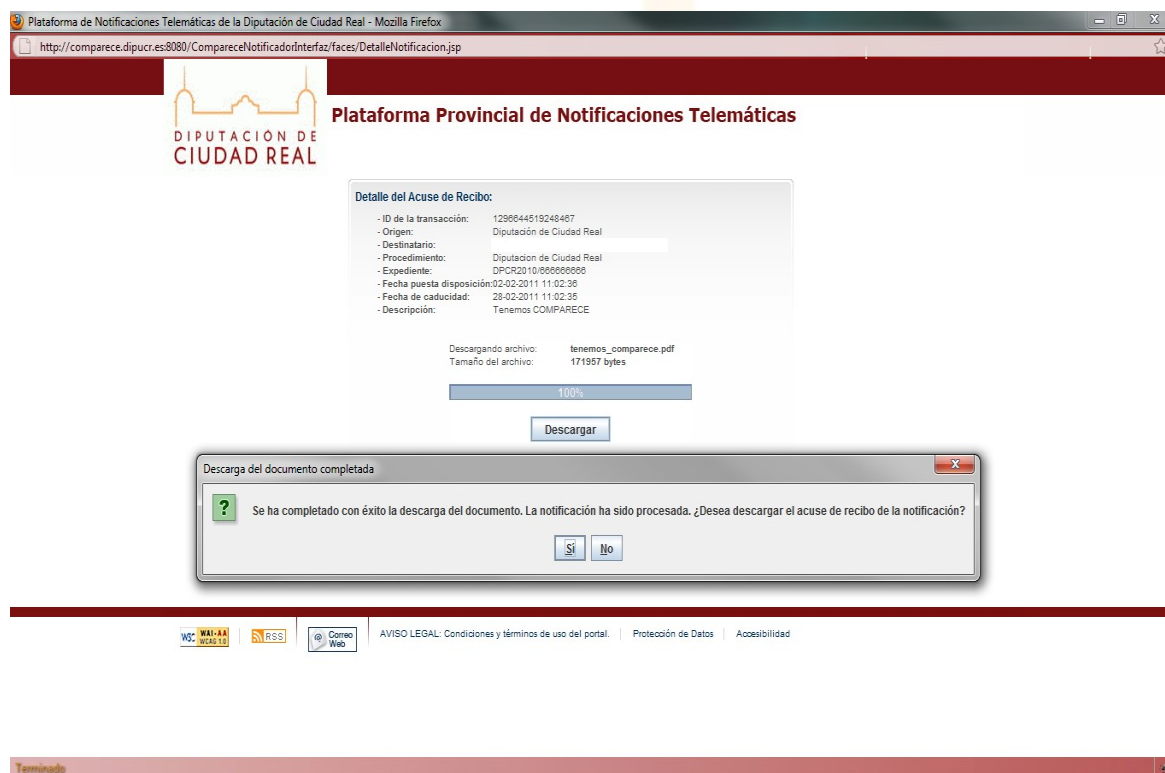 Plataforma de Notificaciones Telemáticas de la Diputación de Ciudad Real - Mozilla Firefox
http://comparece.dipucr.es:8080/CompareceNotificadorInterfaz/faces/DetalleNotificacion.jsp
DIPUTACIÓN DE
CIUDAD REAL
Plataforma Provincial de Notificaciones Telemáticas
Detalle del Acuse de Recibo:
- ID de la transacción: 1296644519248467
- Origen: Diputación de Ciudad Real
- Destinatario:
- Procedimiento: Diputacion de Ciudad Real
- Expediente: DPCR2010/666666666
- Fecha puesta disposición:02-02-2011 11:02:36
- Fecha de caducidad: 28-02-2011 11:02:35
- Descripción: Tenemos COMPARECE
Descargando archivo: tenemos_comparece.pdf
Tamaño del archivo: 171957 bytes
100%
Descargar
Descarga del documento completada
? Se ha completado con éxito la descarga del documento. La notificación ha sido procesada. ¿Desea descargar el acuse de recibo de la notificación?
Sí No
W3C WAI-AA WCAG 1.0 RSS @ Correo Web AVISO LEGAL: Condiciones y términos de uso del portal. Protección de Datos Accesibilidad
Terminado